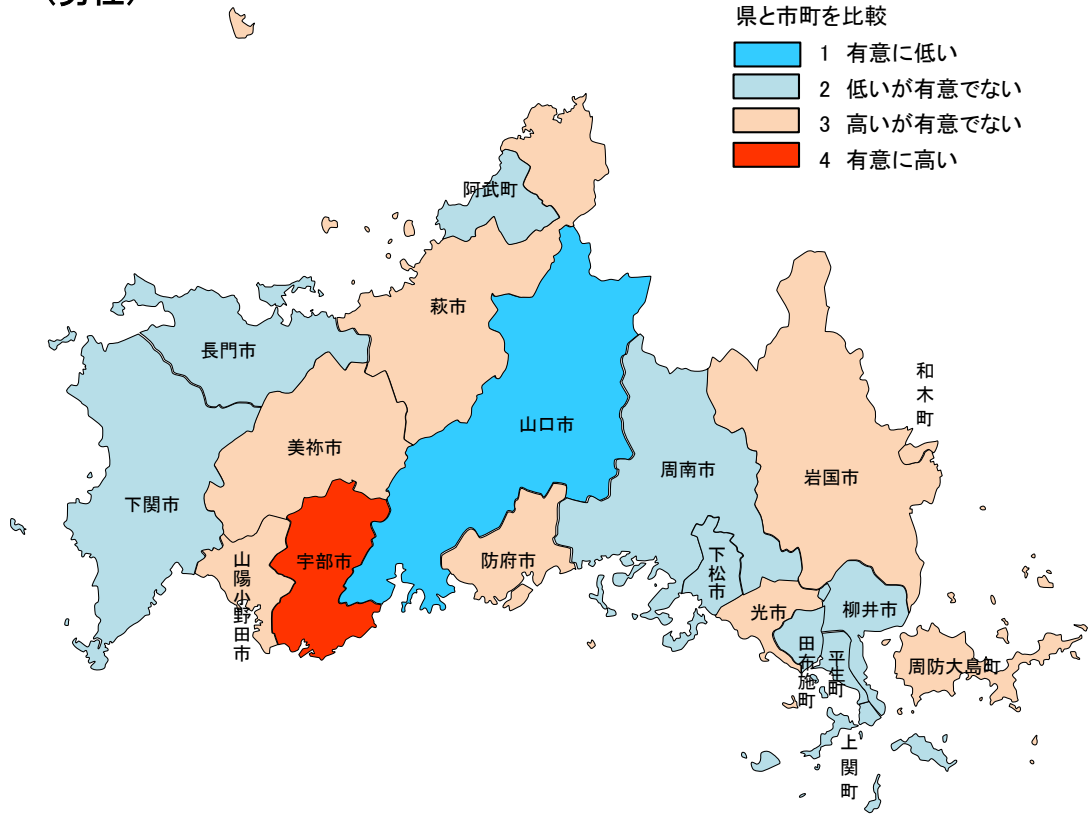 (男性)
県と市町を比較
1 有意に低い
2 低いが有意でない
3 高いが有意でない
4 有意に高い
阿武町
萩市
長門市
和木町
山口市
美祢市
周南市
岩国市
下関市
宇部市
防府市
山陽小野田市
下松市
光市
柳井市
田布施町
平生町
周防大島町
上関町